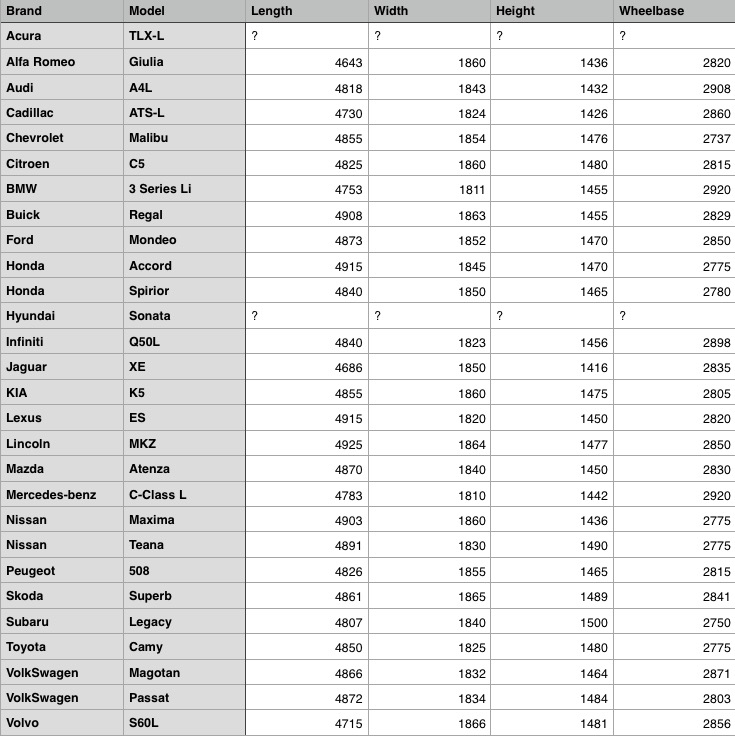 Brand Model Length Width Height Wheelbase
Acura TLX-L ? ? ? ?
Alfa Romeo Giulia 4643 1860 1436 2820
Audi A4L 4818 1843 1432 2908
Cadillac ATS-L 4730 1824 1426 2860
Chevrolet Malibu 4855 1854 1476 2737
Citroen C5 4825 1860 1480 2815
BMW 3 Series Li 4753 1811 1455 2920
Buick Regal 4908 1863 1455 2829
Ford Mondeo 4873 1852 1470 2850
Honda Accord 4915 1845 1470 2775
Honda Spirior 4840 1850 1465 2780
Hyundai Sonata ? ? ? ?
Infiniti Q50L 4840 1823 1456 2898
Jaguar XE 4686 1850 1416 2835
KIA K5 4855 1860 1475 2805
Lexus ES 4915 1820 1450 2820
Lincoln MKZ 4925 1864 1477 2850
Mazda Atenza 4870 1840 1450 2830
Mercedes-benz C-Class L 4783 1810 1442 2920
Nissan Maxima 4903 1860 1436 2775
Nissan Teana 4891 1830 1490 2775
Peugeot 508 4826 1855 1465 2815
Skoda Superb 4861 1865 1489 2841
Subaru Legacy 4807 1840 1500 2750
Toyota Camy 4850 1825 1480 2775
VolkSwagen Magotan 4866 1832 1464 2871
VolkSwagen Passat 4872 1834 1484 2803
Volvo S60L 4715 1866 1481 2856